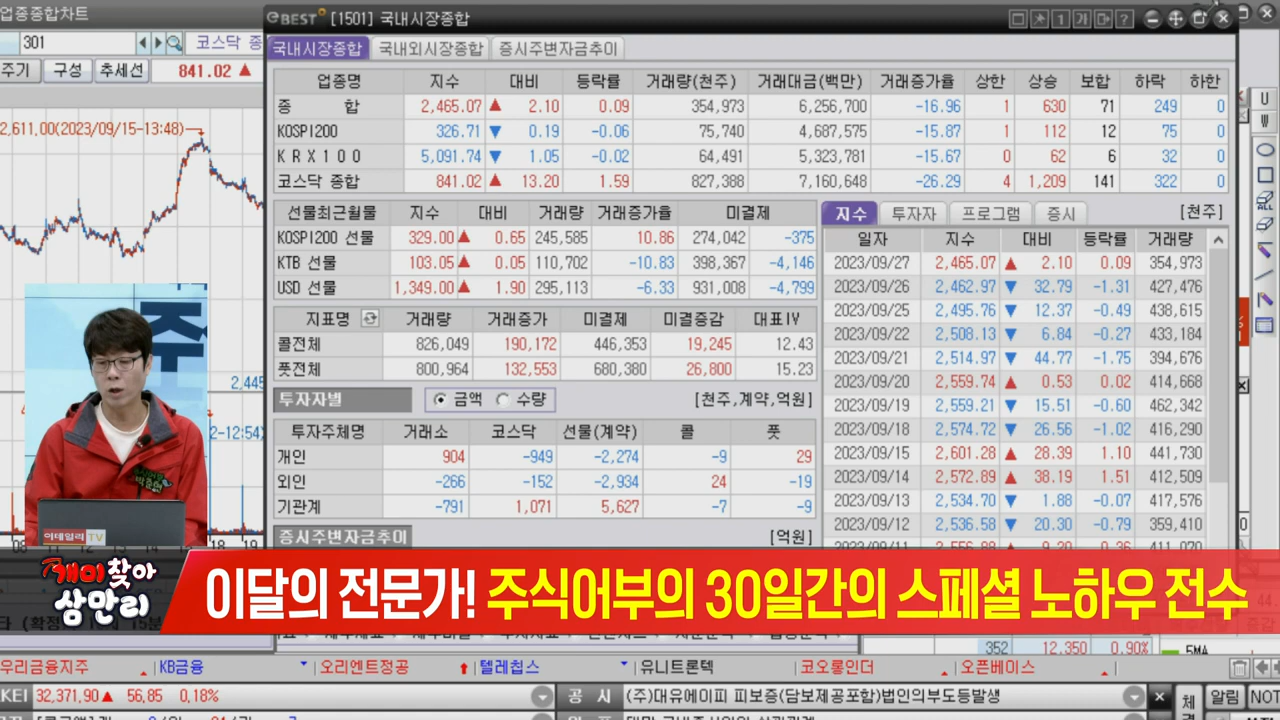 업종종합차트
301
코스닥 종
주기 구성 추세선 841.02 ▲
2,611.00(2023/09/15-13:48)
2,445
2-12:54)
eBEST [1501] 국내시장종합
국내시장종합 국내외시장종합 증시주변자금추이
업종명 지수 대비 등락률 거래량(천주) 거래대금(백만) 거래증가율 상한 상승 보합 하락 하한
종 합 2,465.07 ▲ 2.10 0.09 354,973 6,256,700 -16.96 1 630 71 249 0
KOSPI200 326.71 ▼ 0.19 -0.06 75,740 4,687,575 -15.87 1 112 12 75 0
KRX100 5,091.74 ▼ 1.05 -0.02 64,491 5,323,781 -15.67 0 62 6 32 0
코스닥 종합 841.02 ▲ 13.20 1.59 827,388 7,160,648 -26.29 4 1,209 141 322 0
선물최근월물 지수 대비 거래량 거래증가율 미결제
KOSPI200 선물 329.00 ▲ 0.65 245,585 10.86 274,042 -375
KTB 선물 103.05 ▲ 0.05 110,702 -10.83 398,367 -4,146
USD 선물 1,349.00 ▲ 1.90 295,113 -6.33 931,008 -4,799
지표명 거래량 거래증가 미결제 미결증감 대표IV
콜전체 826,049 190,172 446,353 19,245 12.43
풋전체 800,964 132,553 680,380 26,800 15.23
투자자별 금액 수량 [천주,계약,억원]
투자주체명 거래소 코스닥 선물(계약) 콜 풋
개인 904 -949 -2,274 -9 29
외인 -266 -152 -2,934 24 -19
기관계 -791 1,071 5,627 -7 -9
증시주변자금추이 [억원]
지수 투자자 프로그램 증시 [천주]
일자 지수 대비 등락률 거래량
2023/09/27 2,465.07 ▲ 2.10 0.09 354,973
2023/09/26 2,462.97 ▼ 32.79 -1.31 427,476
2023/09/25 2,495.76 ▼ 12.37 -0.49 438,615
2023/09/22 2,508.13 ▼ 6.84 -0.27 433,184
2023/09/21 2,514.97 ▼ 44.77 -1.75 394,676
2023/09/20 2,559.74 ▲ 0.53 0.02 414,668
2023/09/19 2,559.21 ▼ 15.51 -0.60 462,342
2023/09/18 2,574.72 ▼ 26.56 -1.02 416,290
2023/09/15 2,601.28 ▲ 28.39 1.10 441,730
2023/09/14 2,572.89 ▲ 38.19 1.51 412,509
2023/09/13 2,534.70 ▼ 1.88 -0.07 417,576
2023/09/12 2,536.58 ▼ 20.30 -0.79 359,410
2023/09/11 2,556.88 ▲ 9.20 0.36 411,070
이데일리 TV
개미찾아
삼만리
이달의 전문가! 주식어부의 30일간의 스페셜 노하우 전수
352 12,350 0.90%
5MA
우리금융지주 KB금융 오리엔트정공 텔레칩스 유니트론텍 코오롱인더 오픈베이스
KEI 32,371.90 ▲ 56.85 0.18% 공 시 (주)대유에이피 피보증(담보제공포함)법인의부도등발생 알림 NOT